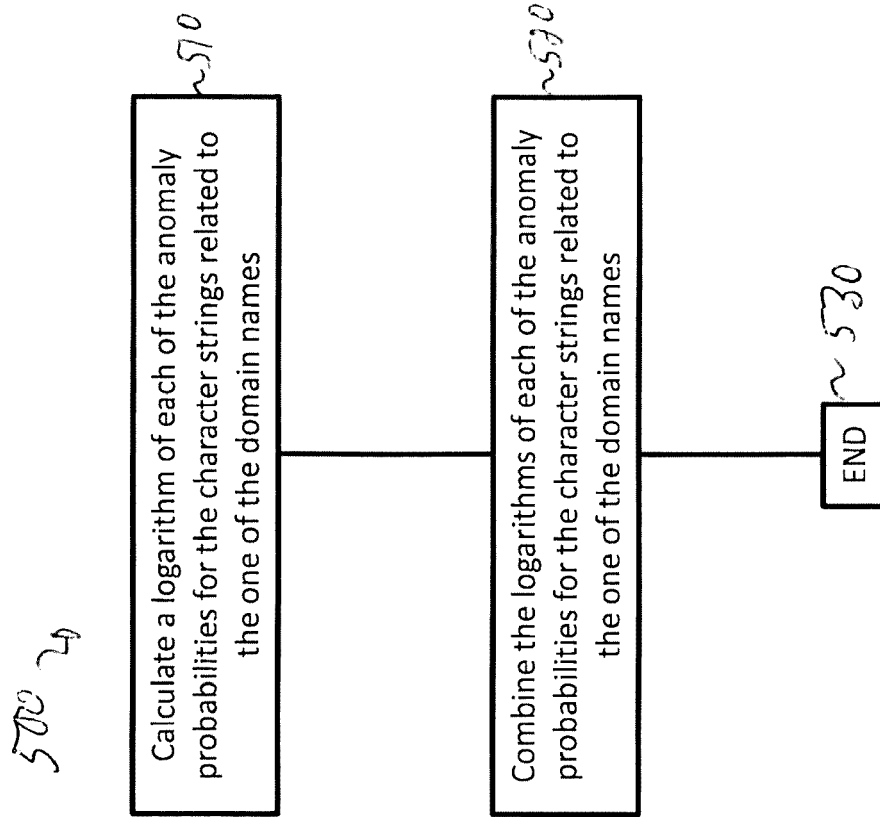 500
Calculate a logarithm of each of the anomaly
probabilities for the character strings related to
the one of the domain names
~510
Combine the logarithms of each of the anomaly
probabilities for the character strings related to
the one of the domain names
~520
END
~530